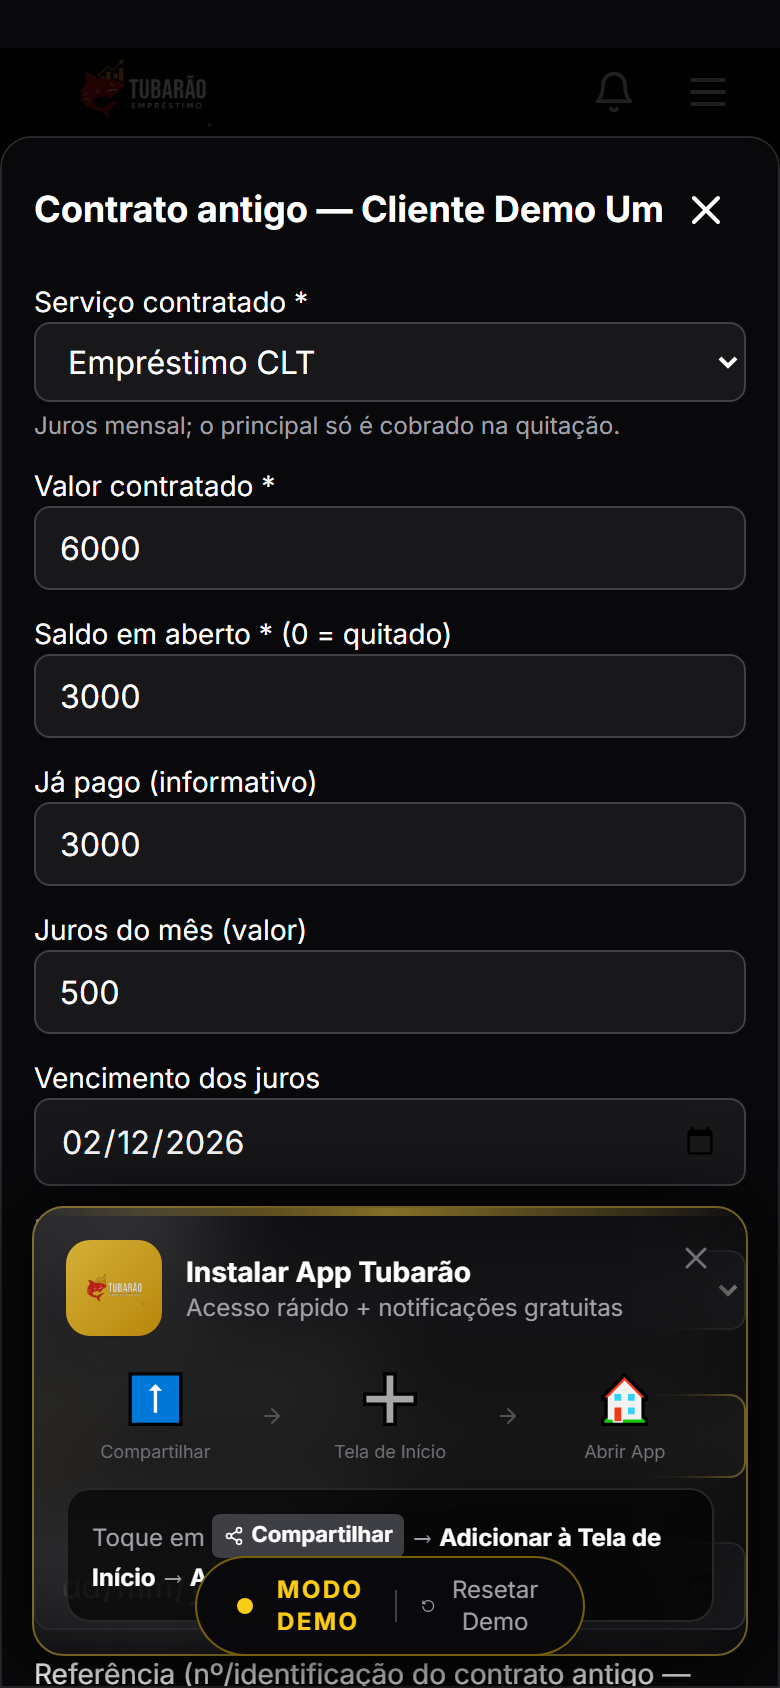 TUBARÃO
EMPRÉSTIMO
Contrato antigo — Cliente Demo Um
Serviço contratado *
Empréstimo CLT
Juros mensal; o principal só é cobrado na quitação.
Valor contratado *
6000
Saldo em aberto * (0 = quitado)
3000
Já pago (informativo)
3000
Juros do mês (valor)
500
Vencimento dos juros
02/12/2026
TUBARÃO
Instalar App Tubarão
Acesso rápido + notificações gratuitas
Compartilhar → Tela de Início → Abrir App
Toque em Compartilhar → Adicionar à Tela de
Início → A
MODO
DEMO
Resetar
Demo
Referência (nº/identificação do contrato antigo —